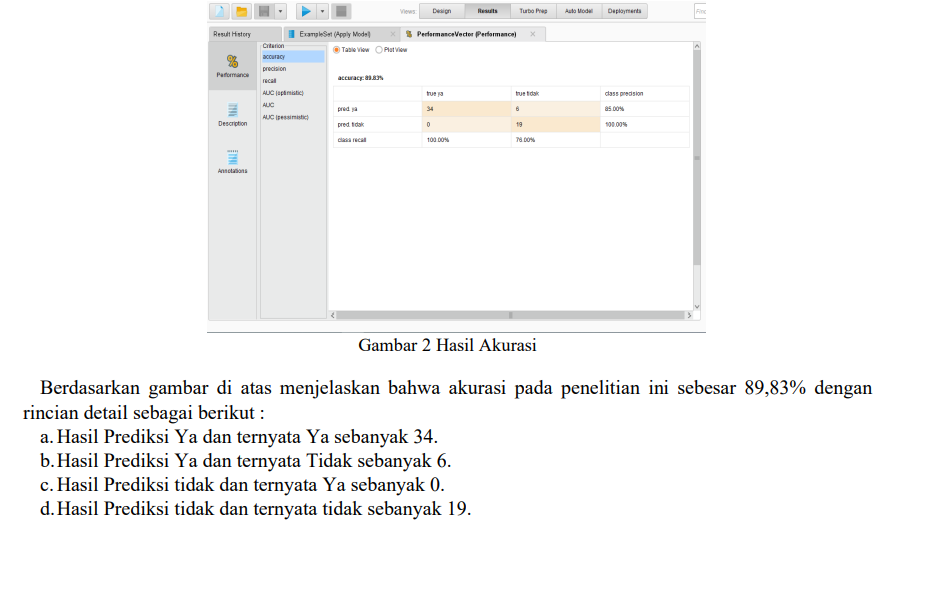 Views: Design Results Turbo Prep Auto Model Deployments Find
Result History ExampleSet (Apply Model) × % PerformanceVector (Performance) ×
Criterion
accuracy
precision
recall
AUC (optimistic)
AUC
AUC (pessimistic)
%
Performance
Description
Annotations
Table View Plot View
accuracy: 89.83%
true ya true tidak class precision
pred. ya 34 6 85.00%
pred. tidak 0 19 100.00%
class recall 100.00% 76.00%
Gambar 2 Hasil Akurasi
Berdasarkan gambar di atas menjelaskan bahwa akurasi pada penelitian ini sebesar 89,83% dengan
rincian detail sebagai berikut :
a. Hasil Prediksi Ya dan ternyata Ya sebanyak 34.
b. Hasil Prediksi Ya dan ternyata Tidak sebanyak 6.
c. Hasil Prediksi tidak dan ternyata Ya sebanyak 0.
d. Hasil Prediksi tidak dan ternyata tidak sebanyak 19.